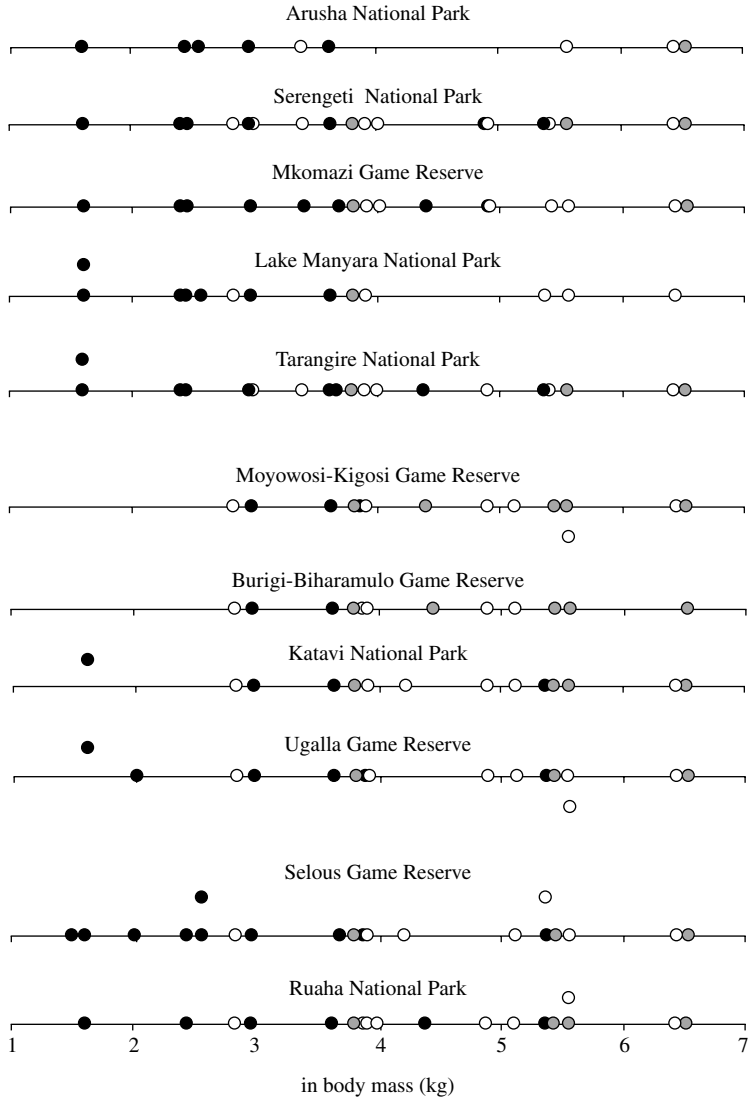 Arusha National Park
Serengeti National Park
Mkomazi Game Reserve
Lake Manyara National Park
Tarangire National Park
Moyowosi-Kigosi Game Reserve
Burigi-Biharamulo Game Reserve
Katavi National Park
Ugalla Game Reserve
Selous Game Reserve
Ruaha National Park
1 2 3 4 5 6 7
in body mass (kg)